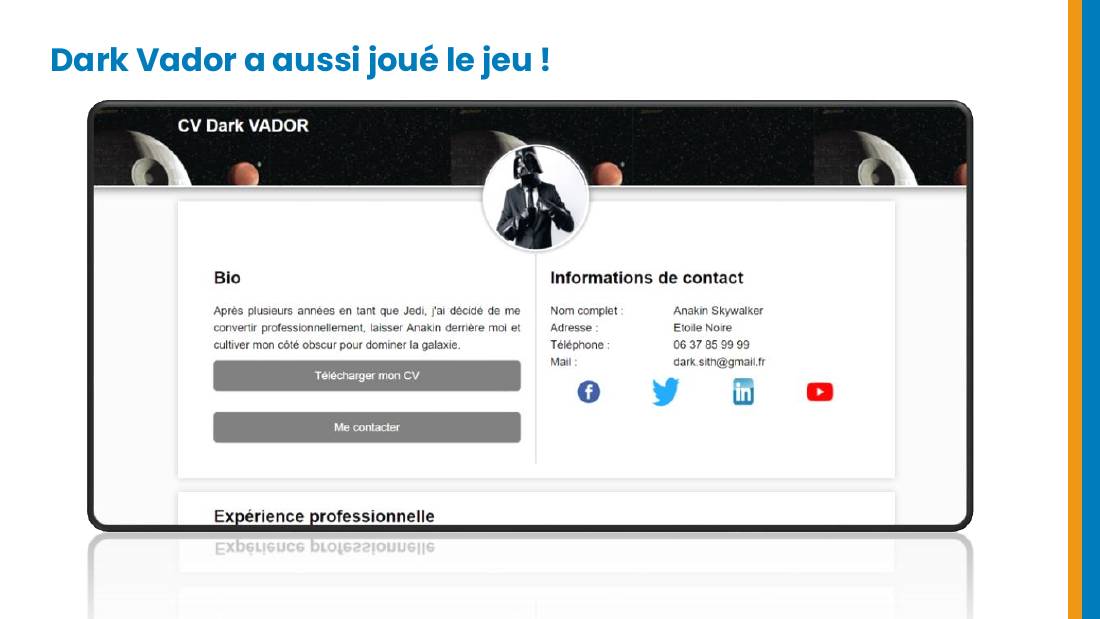 Dark Vador a aussi joué le jeu !
CV Dark VADOR
Bio
Après plusieurs années en tant que Jedi, j'ai décidé de me
convertir professionnellement, laisser Anakin derrière moi et
cultiver mon côté obscur pour dominer la galaxie.
Télécharger mon CV
Me contacter
Informations de contact
Nom complet : Anakin Skywalker
Adresse : Etoile Noire
Téléphone : 06 37 85 99 99
Mail : dark.sith@gmail.fr
Expérience professionnelle